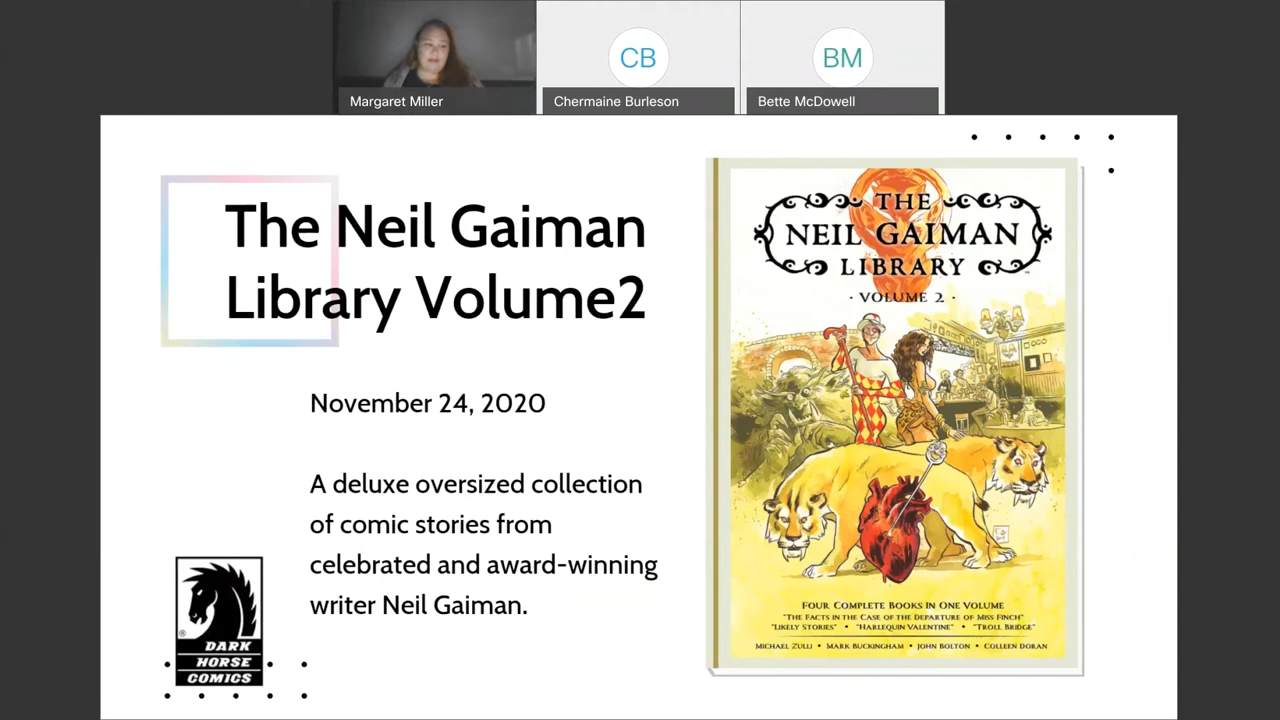 Margaret Miller
CB
Chermaine Burleson
BM
Bette McDowell
The Neil Gaiman
Library Volume2
November 24, 2020
A deluxe oversized collection
of comic stories from
celebrated and award-winning
writer Neil Gaiman.
®
DARK
HORSE
COMICS
THE
NEIL GAIMAN
LIBRARY
· VOLUME 2 ·
FOUR COMPLETE BOOKS IN ONE VOLUME
"THE FACTS IN THE CASE OF THE DEPARTURE OF MISS FINCH"
"LIKELY STORIES" • "HARLEQUIN VALENTINE" • "TROLL BRIDGE"
MICHAEL ZULLI • MARK BUCKINGHAM • JOHN BOLTON • COLLEEN DORAN